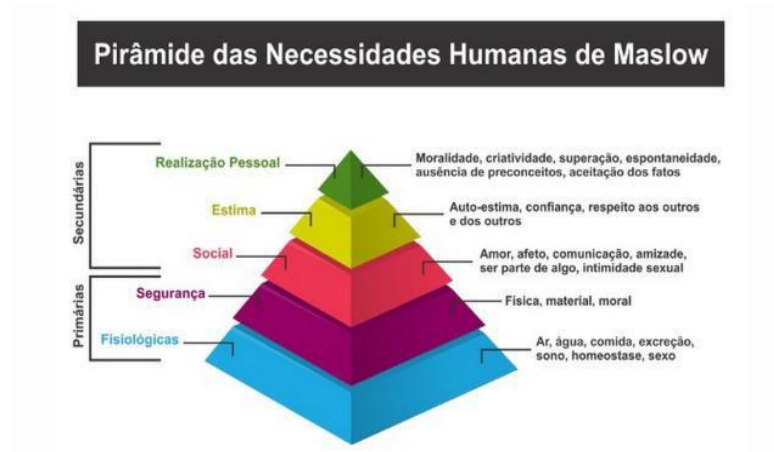 Pirâmide das Necessidades Humanas de Maslow
Secundárias
Realização Pessoal
Moralidade, criatividade, superação, espontaneidade,
ausência de preconceitos, aceitação dos fatos
Estima
Auto-estima, confiança, respeito aos outros
e dos outros
Social
Amor, afeto, comunicação, amizade,
ser parte de algo, intimidade sexual
Primárias
Segurança
Física, material, moral
Fisiológicas
Ar, água, comida, excreção,
sono, homeostase, sexo